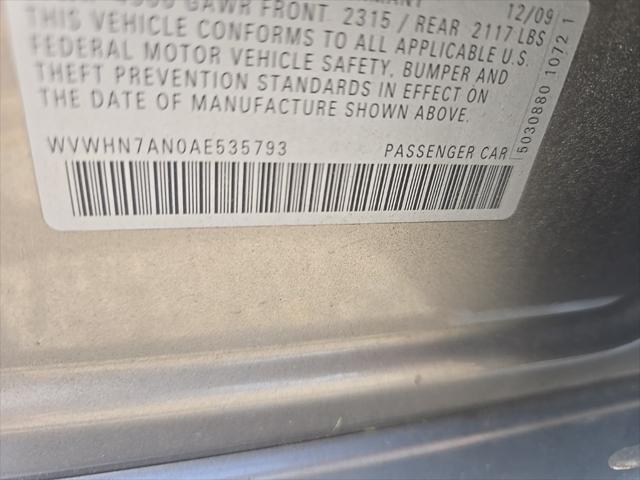 GAWR FRONT 2315 / REAR 2117 LBS
12/09
THIS VEHICLE CONFORMS TO ALL APPLICABLE U.S.
FEDERAL MOTOR VEHICLE SAFETY, BUMPER AND
THEFT PREVENTION STANDARDS IN EFFECT ON
THE DATE OF MANUFACTURE SHOWN ABOVE.
WVWHN7AN0AE535793
PASSENGER CAR
5030880 1072 1